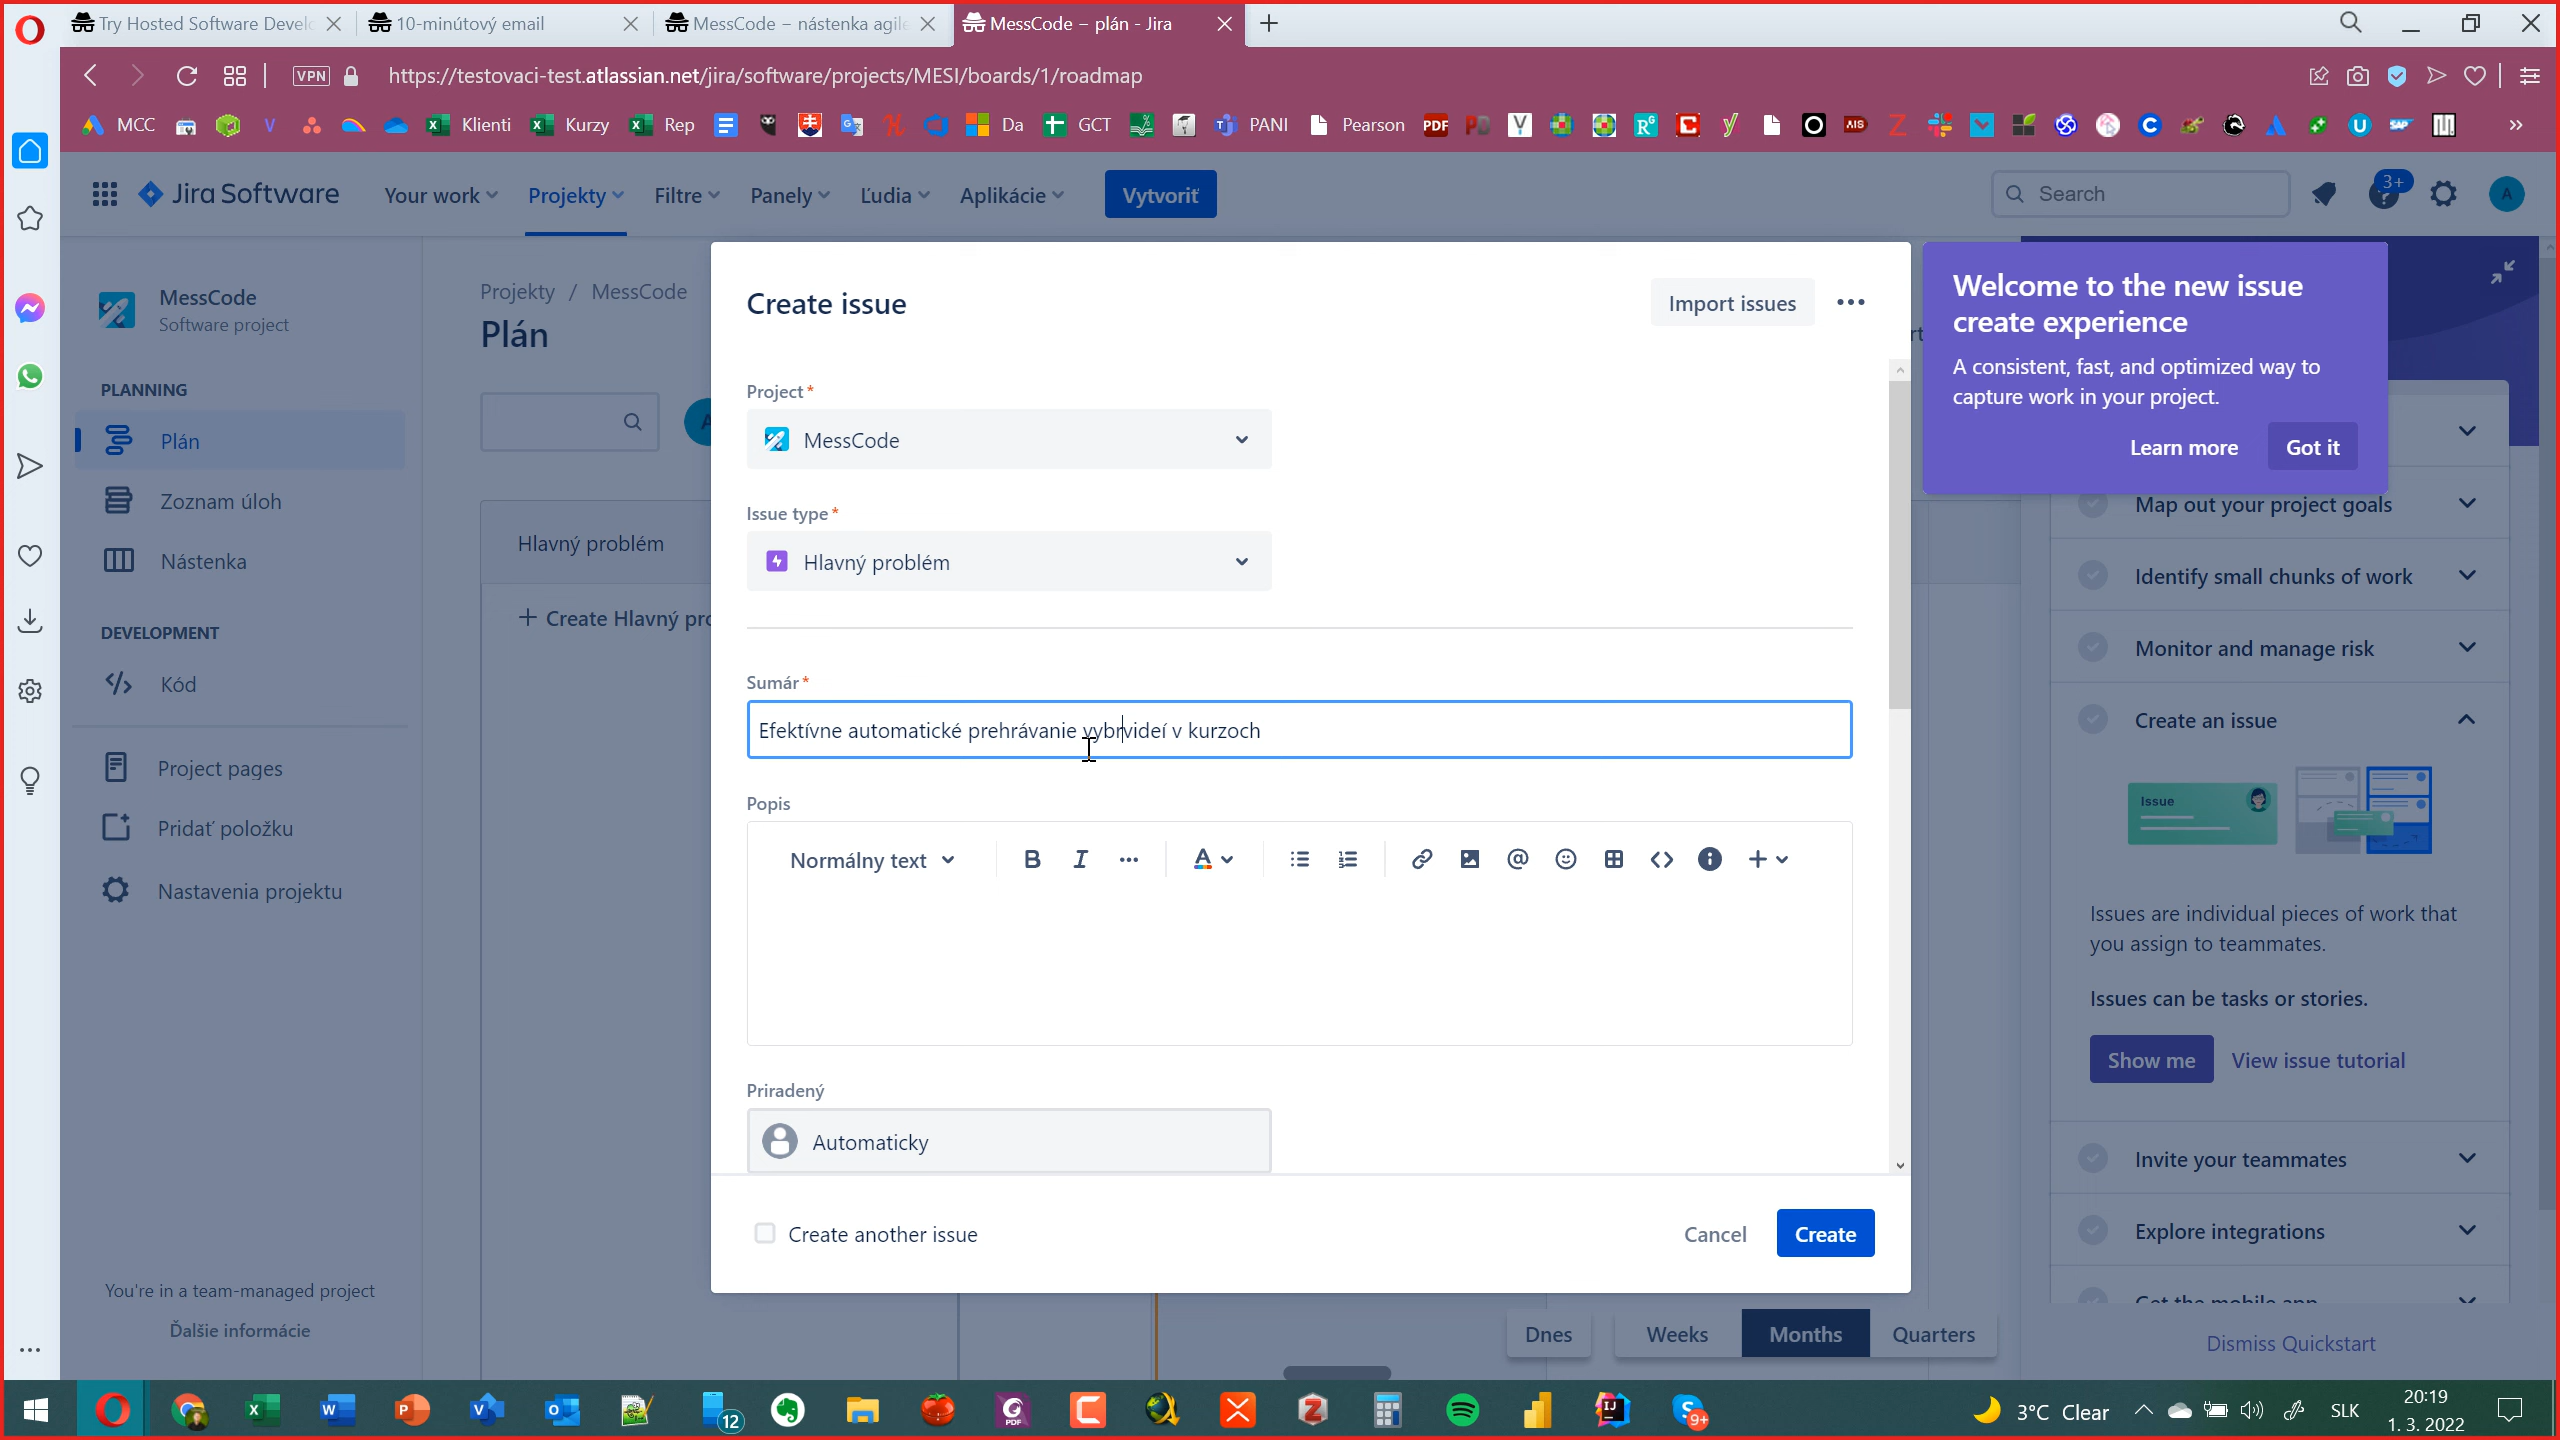 Try Hosted Software Develo
10-minútový email
MessCode – nástenka agile
MessCode – plán - Jira
VPN
https://testovaci-test.atlassian.net/jira/software/projects/MESI/boards/1/roadmap
MCC
Klienti
Kurzy
Rep
Da
GCT
PANI
Pearson
PDF
AIS
Jira Software
Your work
Projekty
Filtre
Panely
Ľudia
Aplikácie
Vytvoriť
Search
3+
A
MessCode
Software project
PLANNING
Plán
Zoznam úloh
Nástenka
DEVELOPMENT
Kód
Project pages
Pridať položku
Nastavenia projektu
You're in a team-managed project
Ďalšie informácie
Projekty / MessCode
Plán
Hlavný problém
+ Create Hlavný pro
Create issue
Import issues
Project*
MessCode
Issue type*
Hlavný problém
Sumár*
Efektívne automatické prehrávanie vybrvideí v kurzoch
Popis
Normálny text
Priradený
Automaticky
Create another issue
Cancel
Create
Dnes
Weeks
Months
Quarters
Welcome to the new issue
create experience
A consistent, fast, and optimized way to
capture work in your project.
Learn more
Got it
Map out your project goals
Identify small chunks of work
Monitor and manage risk
Create an issue
Issue
Issues are individual pieces of work that
you assign to teammates.
Issues can be tasks or stories.
Show me
View issue tutorial
Invite your teammates
Explore integrations
Get the mobile app
Dismiss Quickstart
12
9+
3°C Clear
SLK
20:19
1. 3. 2022